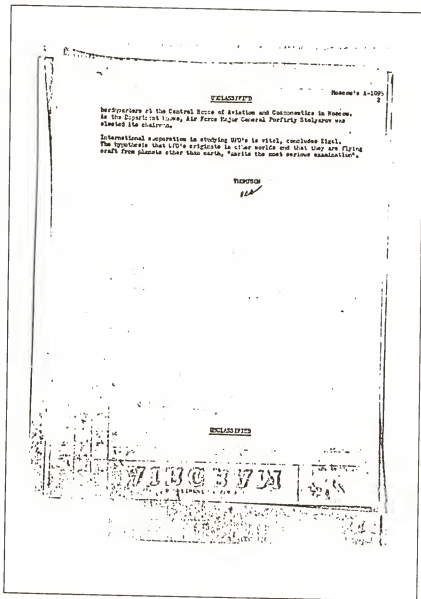 Moscow's A-1095
UNCLASSIFIED
2
headquarters at the Central House of Aviation and Cosmonautics in Moscow.
As the Department knows, Air Force Major General Porfiriy Stolyarov was
elected its chairman.
International cooperation in studying UFO's is vital, concludes Zigel.
The hypothesis that UFO's originate in other worlds and that they are flying
craft from planets other than earth, "merits the most serious examination".
THOMPSON
UNCLASSIFIED